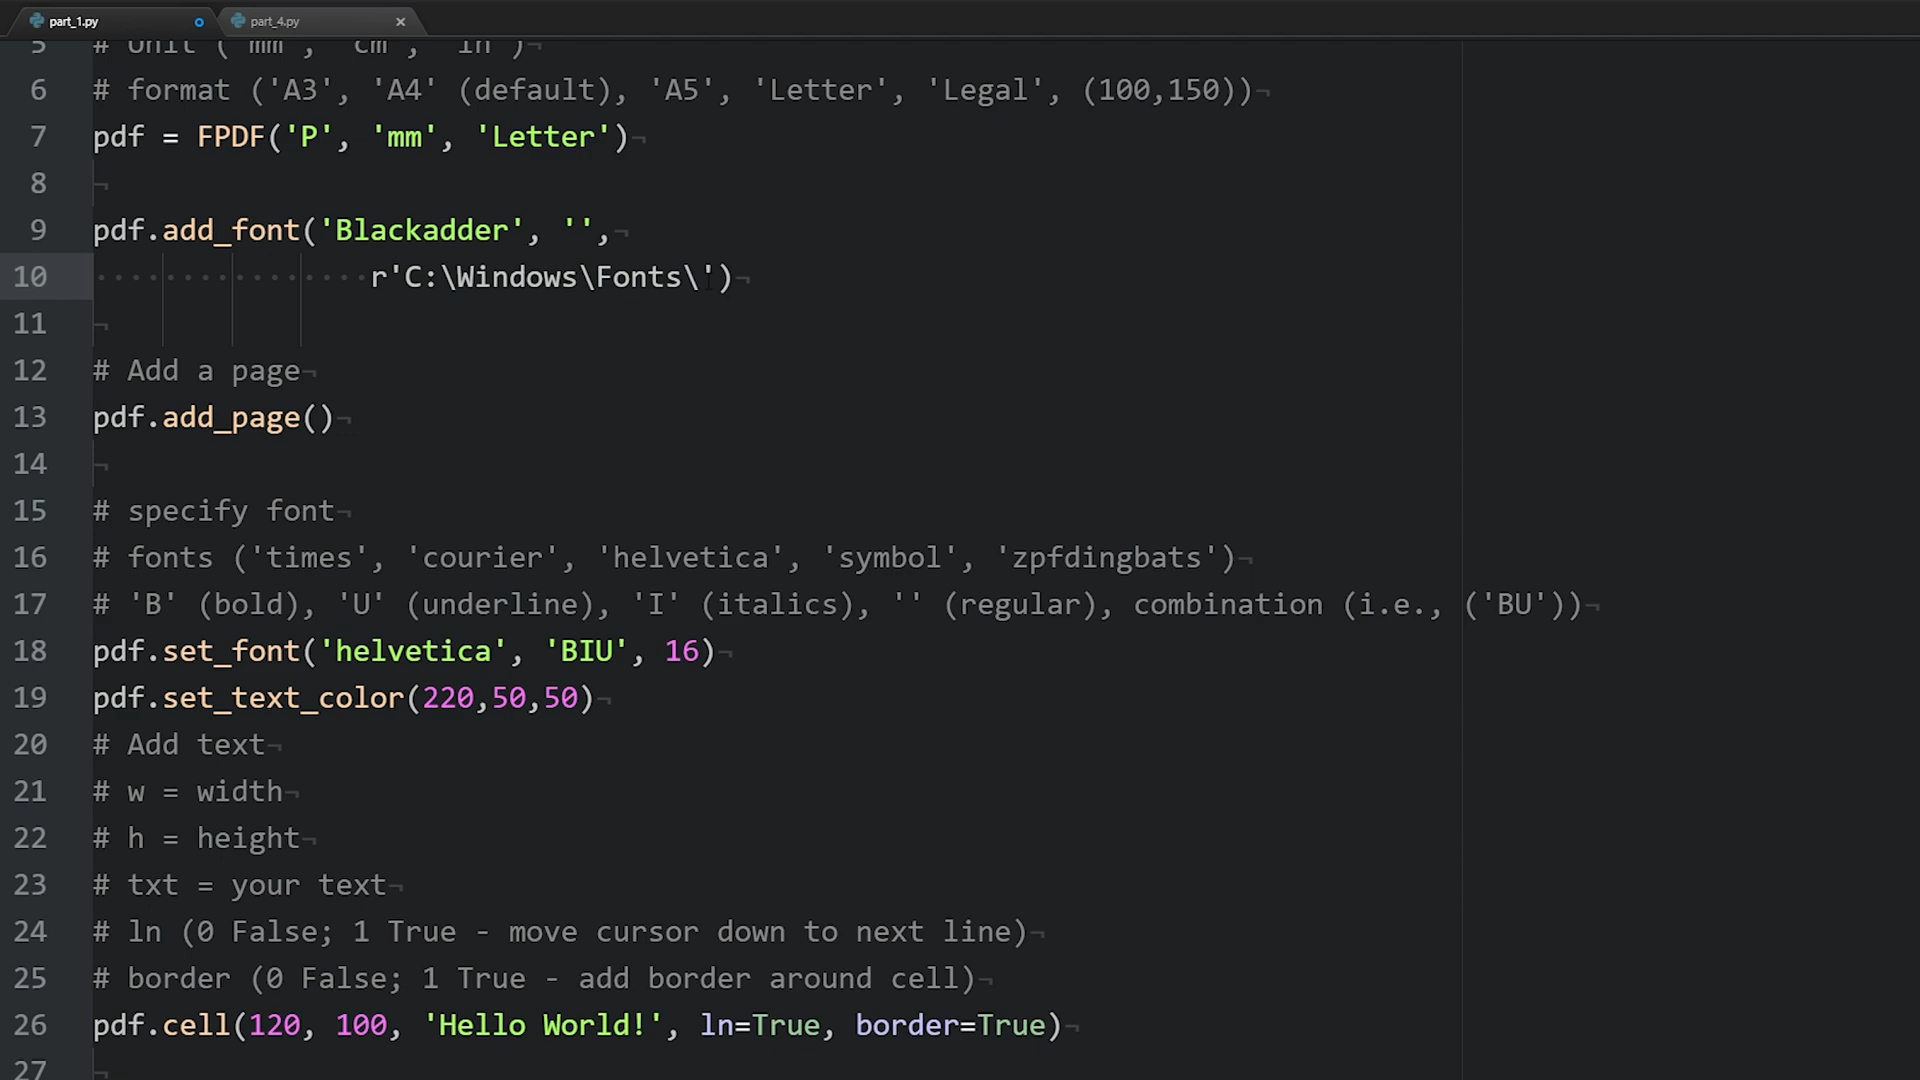 part_1.py
part_4.py
5 # Unit ('mm', 'cm', 'in')
6 # format ('A3', 'A4' (default), 'A5', 'Letter', 'Legal', (100,150))
7 pdf = FPDF('P', 'mm', 'Letter')
8
9 pdf.add_font('Blackadder', '',
10 r'C:\Windows\Fonts\')
11
12 # Add a page
13 pdf.add_page()
14
15 # specify font
16 # fonts ('times', 'courier', 'helvetica', 'symbol', 'zpfdingbats')
17 # 'B' (bold), 'U' (underline), 'I' (italics), '' (regular), combination (i.e., ('BU'))
18 pdf.set_font('helvetica', 'BIU', 16)
19 pdf.set_text_color(220,50,50)
20 # Add text
21 # w = width
22 # h = height
23 # txt = your text
24 # ln (0 False; 1 True - move cursor down to next line)
25 # border (0 False; 1 True - add border around cell)
26 pdf.cell(120, 100, 'Hello World!', ln=True, border=True)
27